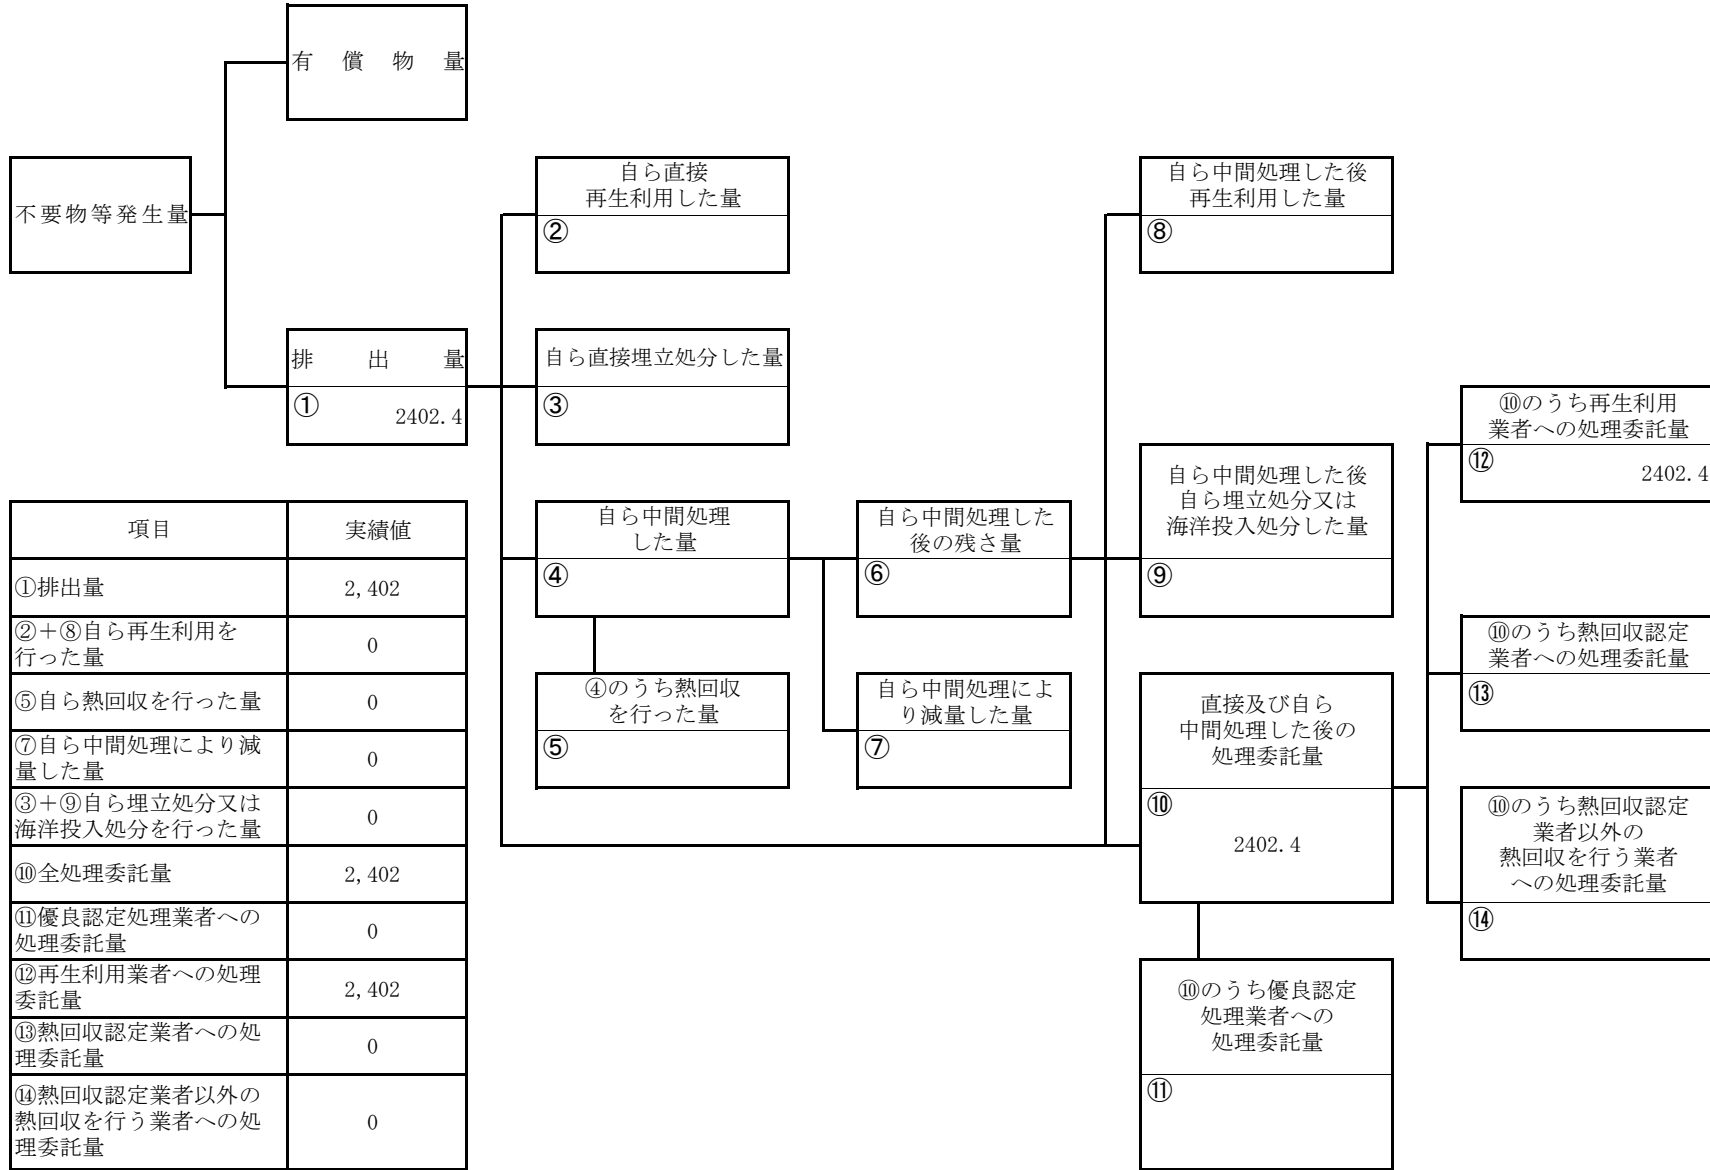 有償物量
不要物等発生量
排出量
①
2402.4
自ら直接
再生利用した量
②
自ら直接埋立処分した量
③
自ら中間処理
した量
④
④のうち熱回収
を行った量
⑤
自ら中間処理した
後の残さ量
⑥
自ら中間処理によ
り減量した量
⑦
自ら中間処理した後
再生利用した量
⑧
自ら中間処理した後
自ら埋立処分又は
海洋投入処分した量
⑨
直接及び自ら
中間処理した後の
処理委託量
⑩
2402.4
⑩のうち優良認定
処理業者への
処理委託量
⑪
⑩のうち再生利用
業者への処理委託量
⑫
2402.4
⑩のうち熱回収認定
業者への処理委託量
⑬
⑩のうち熱回収認定
業者以外の
熱回収を行う業者
への処理委託量
⑭
項目 実績値
①排出量 2,402
②＋⑧自ら再生利用を
行った量 0
⑤自ら熱回収を行った量 0
⑦自ら中間処理により減
量した量 0
③＋⑨自ら埋立処分又は
海洋投入処分を行った量 0
⑩全処理委託量 2,402
⑪優良認定処理業者への
処理委託量 0
⑫再生利用業者への処理
委託量 2,402
⑬熱回収認定業者への処
理委託量 0
⑭熱回収認定業者以外の
熱回収を行う業者への処
理委託量 0